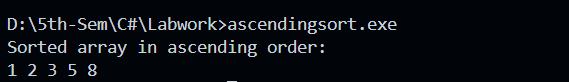 D:\5th-Sem\C#\Labwork>ascendingsort.exe
Sorted array in ascending order:
1 2 3 5 8